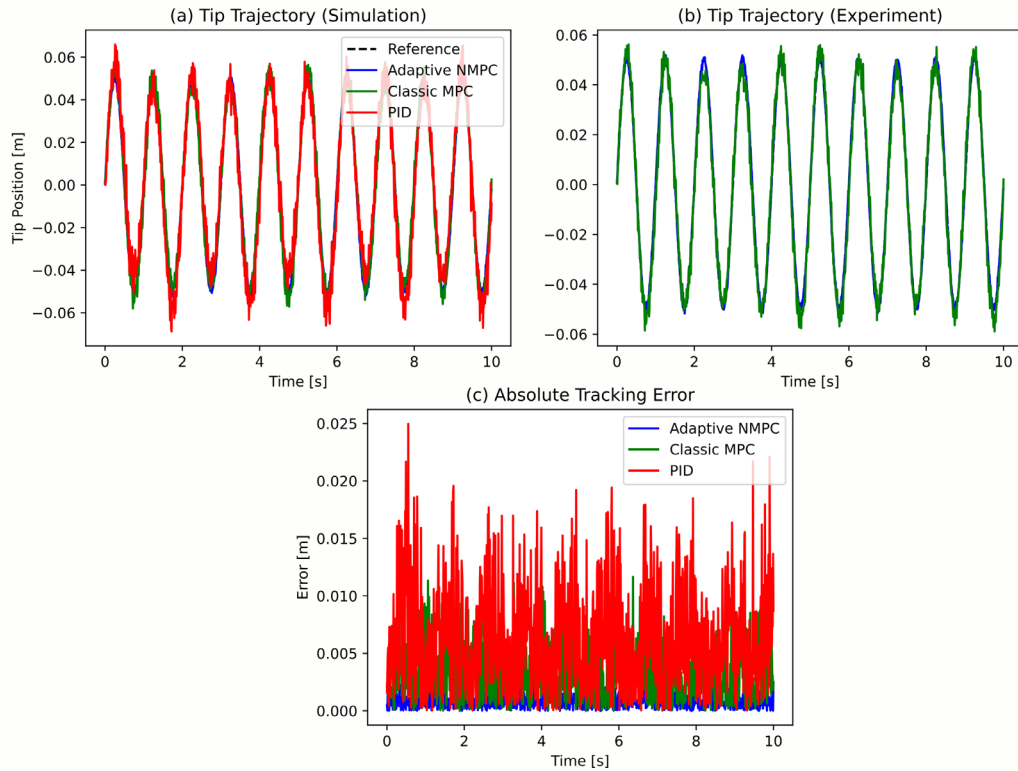 (a) Tip Trajectory (Simulation)
0.06
0.04
0.02
0.00
−0.02
−0.04
−0.06
Tip Position [m]
Reference
Adaptive NMPC
Classic MPC
PID
0 2 4 6 8 10
Time [s]
(b) Tip Trajectory (Experiment)
0.06
0.04
0.02
0.00
−0.02
−0.04
−0.06
0 2 4 6 8 10
Time [s]
(c) Absolute Tracking Error
0.025
0.020
0.015
0.010
0.005
0.000
Error [m]
Adaptive NMPC
Classic MPC
PID
0 2 4 6 8 10
Time [s]